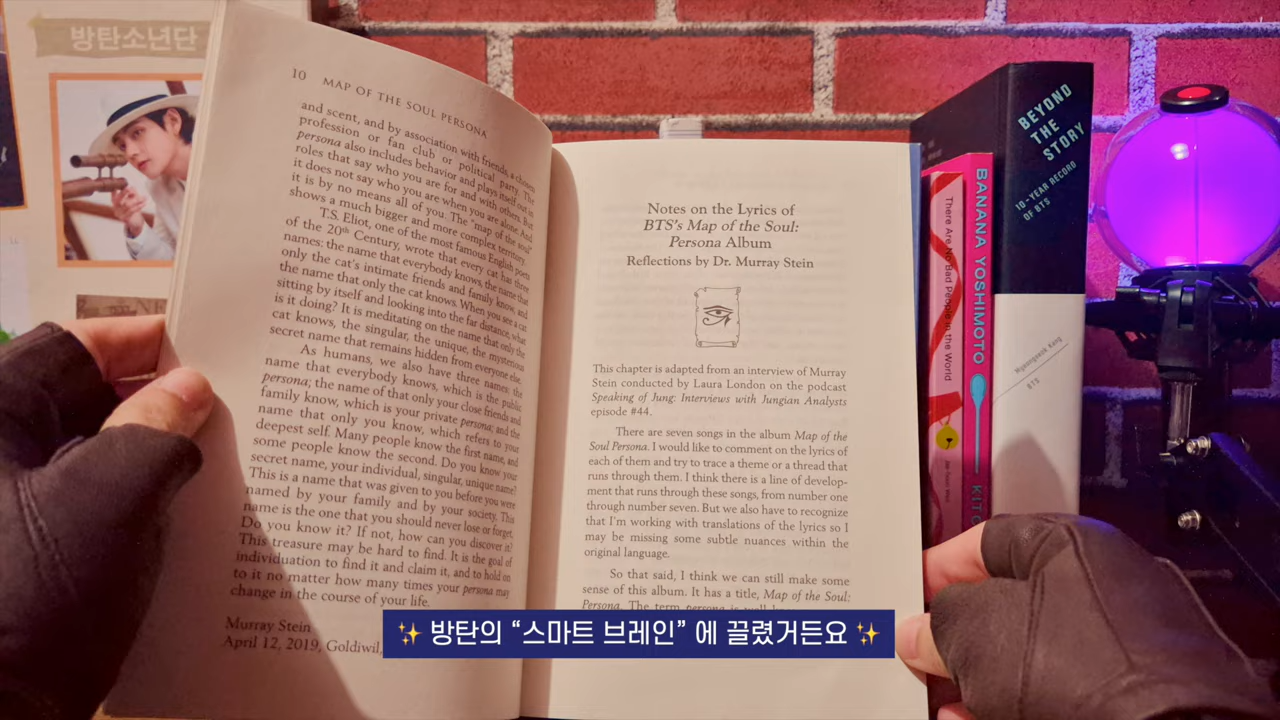 방탄소년단
10 MAP OF THE SOUL PERSONA
and scent, and by association with friends, a chosen
profession or fan club or political party. The
persona also includes behavior and plays itself out in
roles that say who you are for and with others. But
it does not say who you are when you are alone. And
it is by no means all of you. The "map of the soul"
shows a much bigger and more complex territory.
T.S. Eliot, one of the most famous English poets
of the 20th Century, wrote that every cat has three
names: the name that everybody knows, the name that
only the cat's intimate friends and family know, and
the name that only the cat knows. When you see a cat
sitting by itself and looking into the far distance, what
is it doing? It is meditating on the name that only the
cat knows, the singular, the unique, the mysterious
secret name that remains hidden from everyone else.
As humans, we also have three names: the
name that everybody knows, which is the public
persona; the name of that only your close friends and
family know, which is your private persona; and the
name that only you know, which refers to your
deepest self. Many people know the first name, and
some people know the second. Do you know your
secret name, your individual, singular, unique name?
This is a name that was given to you before you were
named by your family and by your society. This
name is the one that you should never lose or forget.
Do you know it? If not, how can you discover it?
This treasure may be hard to find. It is the goal of
individuation to find it and claim it, and to hold on
to it no matter how many times your persona may
change in the course of your life.
Murray Stein
April 12, 2019, Goldiwil,
Notes on the Lyrics of
BTS's Map of the Soul:
Persona Album
Reflections by Dr. Murray Stein
This chapter is adapted from an interview of Murray
Stein conducted by Laura London on the podcast
Speaking of Jung: Interviews with Jungian Analysts
episode #44.
There are seven songs in the album Map of the
Soul Persona. I would like to comment on the lyrics of
each of them and try to trace a theme or a thread that
runs through them. I think there is a line of develop-
ment that runs through these songs, from number one
through number seven. But we also have to recognize
that I'm working with translations of the lyrics so I
may be missing some subtle nuances within the
original language.
So that said, I think we can still make some
sense of this album. It has a title, Map of the Soul:
Persona. The term persona is well
There Are No Bad People in the World
BANANA YOSHIMOTO
KITC
BEYOND
THE
STORY
10-YEAR RECORD
OF BTS
Myeongseok Kang
BTS
✨ 방탄의 “스마트 브레인” 에 끌렸거든요 ✨